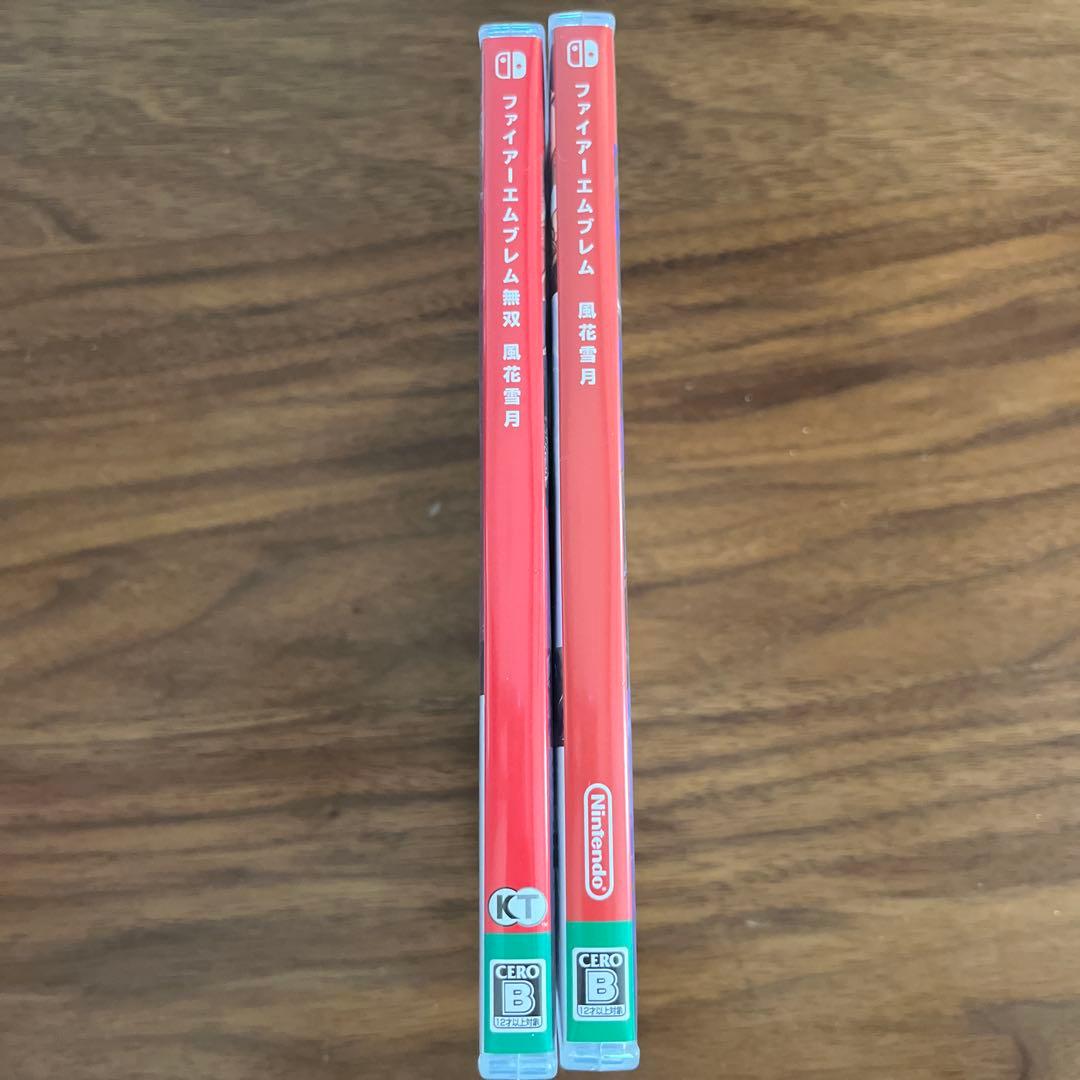 ファイアーエムブレム無双 風花雪月
KT
CERO
B
12才以上対象
ファイアーエムブレム 風花雪月
Nintendo
CERO
B
12才以上対象